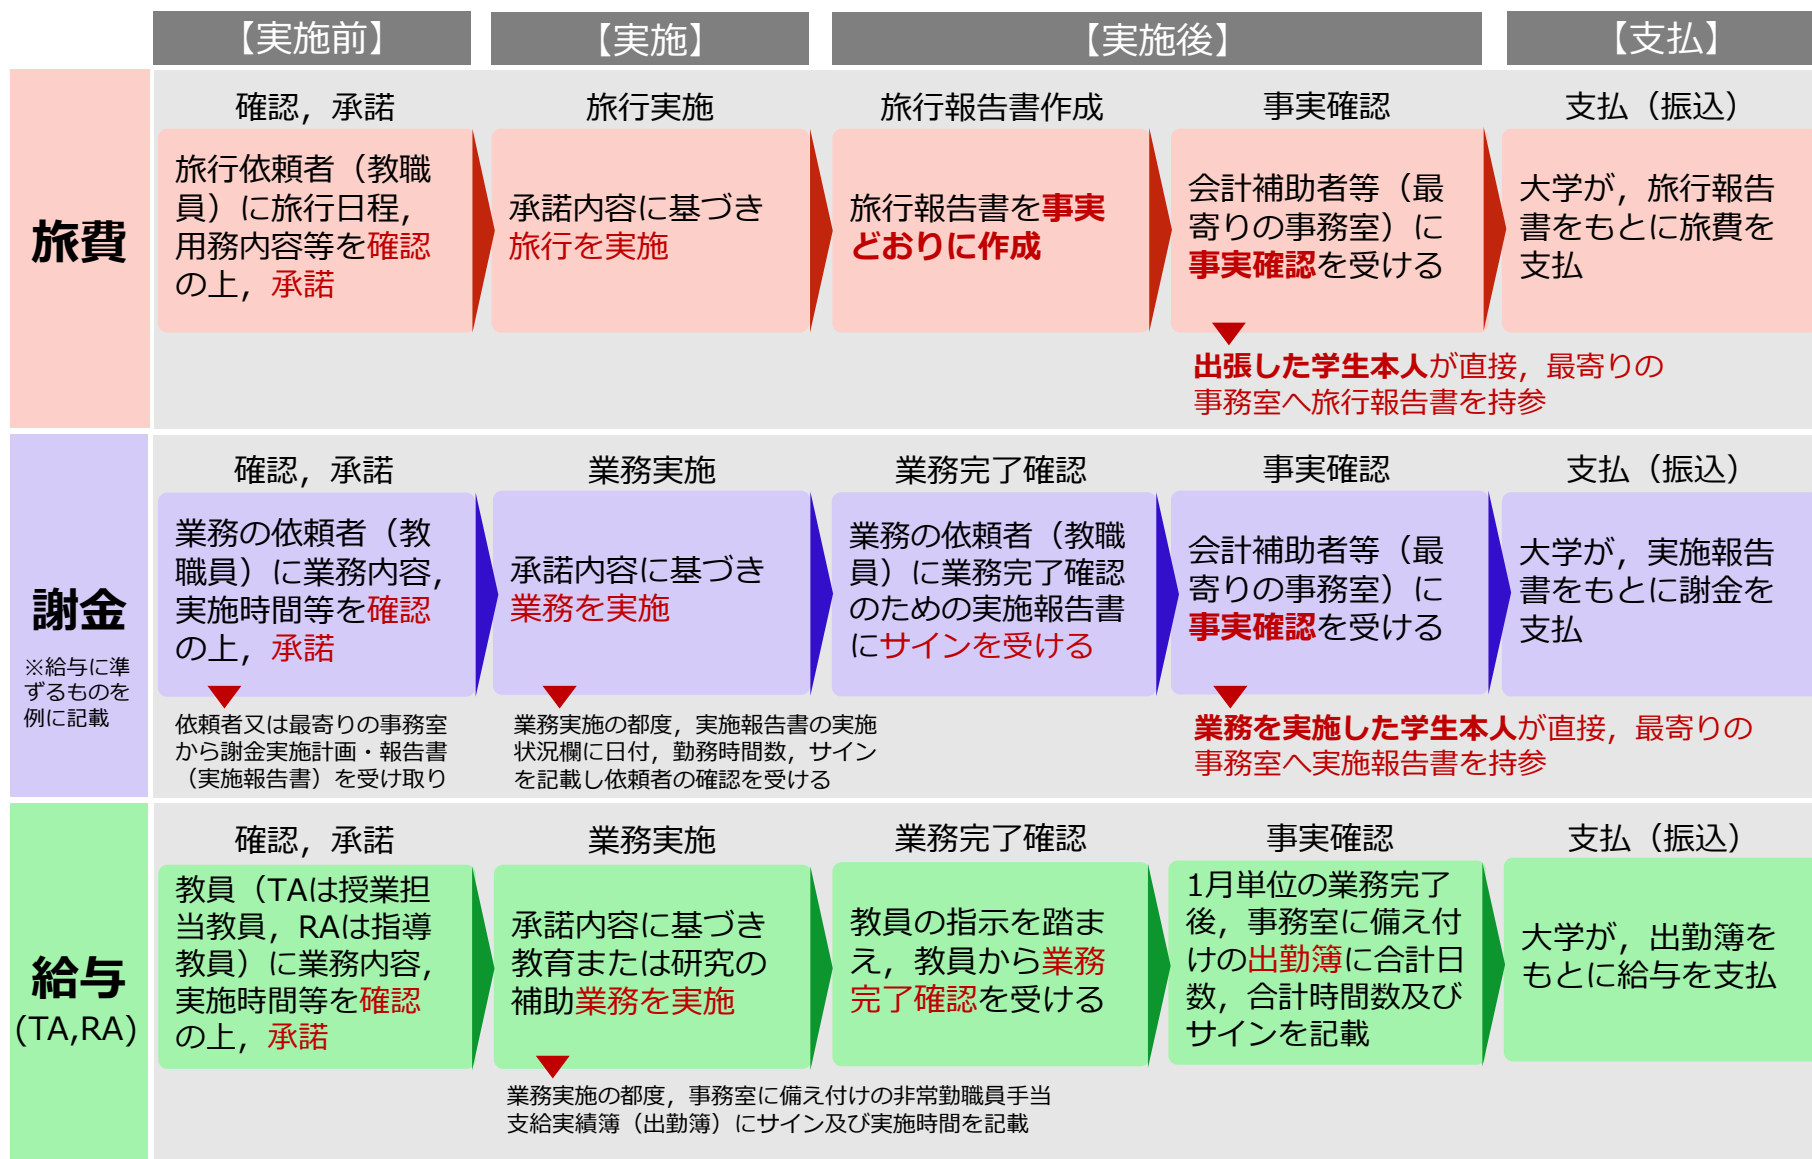 【実施前】
【実施】
【実施後】
【支払】
旅費
確認，承諾
旅行依頼者（教職
員）に旅行日程，
用務内容等を確認
の上，承諾
旅行実施
承諾内容に基づき
旅行を実施
旅行報告書作成
旅行報告書を事実
どおりに作成
事実確認
会計補助者等（最
寄りの事務室）に
事実確認を受ける
出張した学生本人が直接，最寄りの
事務室へ旅行報告書を持参
支払（振込）
大学が，旅行報告
書をもとに旅費を
支払
謝金
※給与に準
ずるものを
例に記載
確認，承諾
業務の依頼者（教
職員）に業務内容，
実施時間等を確認
の上，承諾
依頼者又は最寄りの事務室
から謝金実施計画・報告書
（実施報告書）を受け取り
業務実施
承諾内容に基づき
業務を実施
業務実施の都度，実施報告書の実施
状況欄に日付，勤務時間数，サイン
を記載し依頼者の確認を受ける
業務完了確認
業務の依頼者（教職
員）に業務完了確認
のための実施報告書
にサインを受ける
事実確認
会計補助者等（最
寄りの事務室）に
事実確認を受ける
業務を実施した学生本人が直接，最寄りの
事務室へ実施報告書を持参
支払（振込）
大学が，実施報告
書をもとに謝金を
支払
給与
(TA,RA)
確認，承諾
教員（TAは授業担
当教員，RAは指導
教員）に業務内容，
実施時間等を確認
の上，承諾
業務実施
承諾内容に基づき
教育または研究の
補助業務を実施
業務実施の都度，事務室に備え付けの非常勤職員手当
支給実績簿（出勤簿）にサイン及び実施時間を記載
業務完了確認
教員の指示を踏ま
え，教員から業務
完了確認を受ける
事実確認
1月単位の業務完了
後，事務室に備え付
けの出勤簿に合計日
数，合計時間数及び
サインを記載
支払（振込）
大学が，出勤簿を
もとに給与を支払